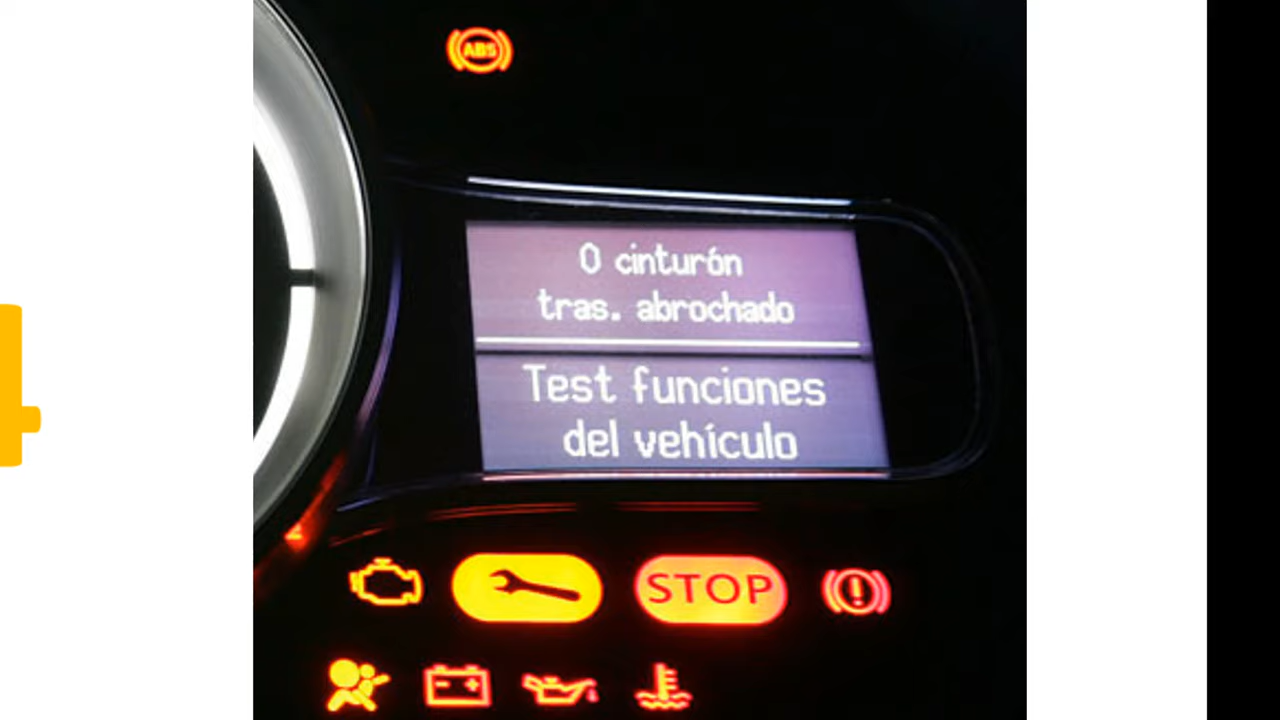 ABS
0 cinturón
tras. abrochado
Test funciones
del vehículo
STOP